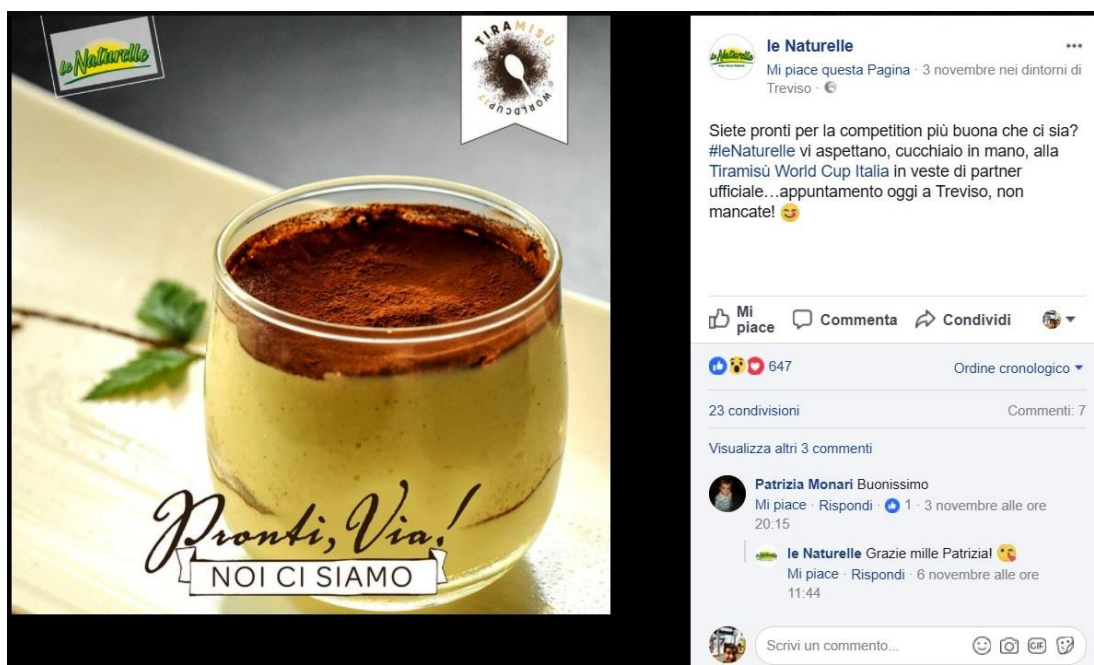 le Naturelle
TIRAMISÙ
WORLDCUP17
Pronti, Via!
NOI CI SIAMO
le Naturelle
le Naturelle
Mi piace questa Pagina · 3 novembre nei dintorni di
Treviso ·
Siete pronti per la competition più buona che ci sia?
#leNaturelle vi aspettano, cucchiaio in mano, alla
Tiramisù World Cup Italia in veste di partner
ufficiale…appuntamento oggi a Treviso, non
mancate! 😋
Mi
piace
Commenta
Condividi
647
Ordine cronologico
23 condivisioni
Commenti: 7
Visualizza altri 3 commenti
Patrizia Monari Buonissimo
Mi piace · Rispondi · 1 · 3 novembre alle ore
20:15
le Naturelle Grazie mille Patrizia! 😘
Mi piace · Rispondi · 6 novembre alle ore
11:44
Scrivi un commento...
GIF